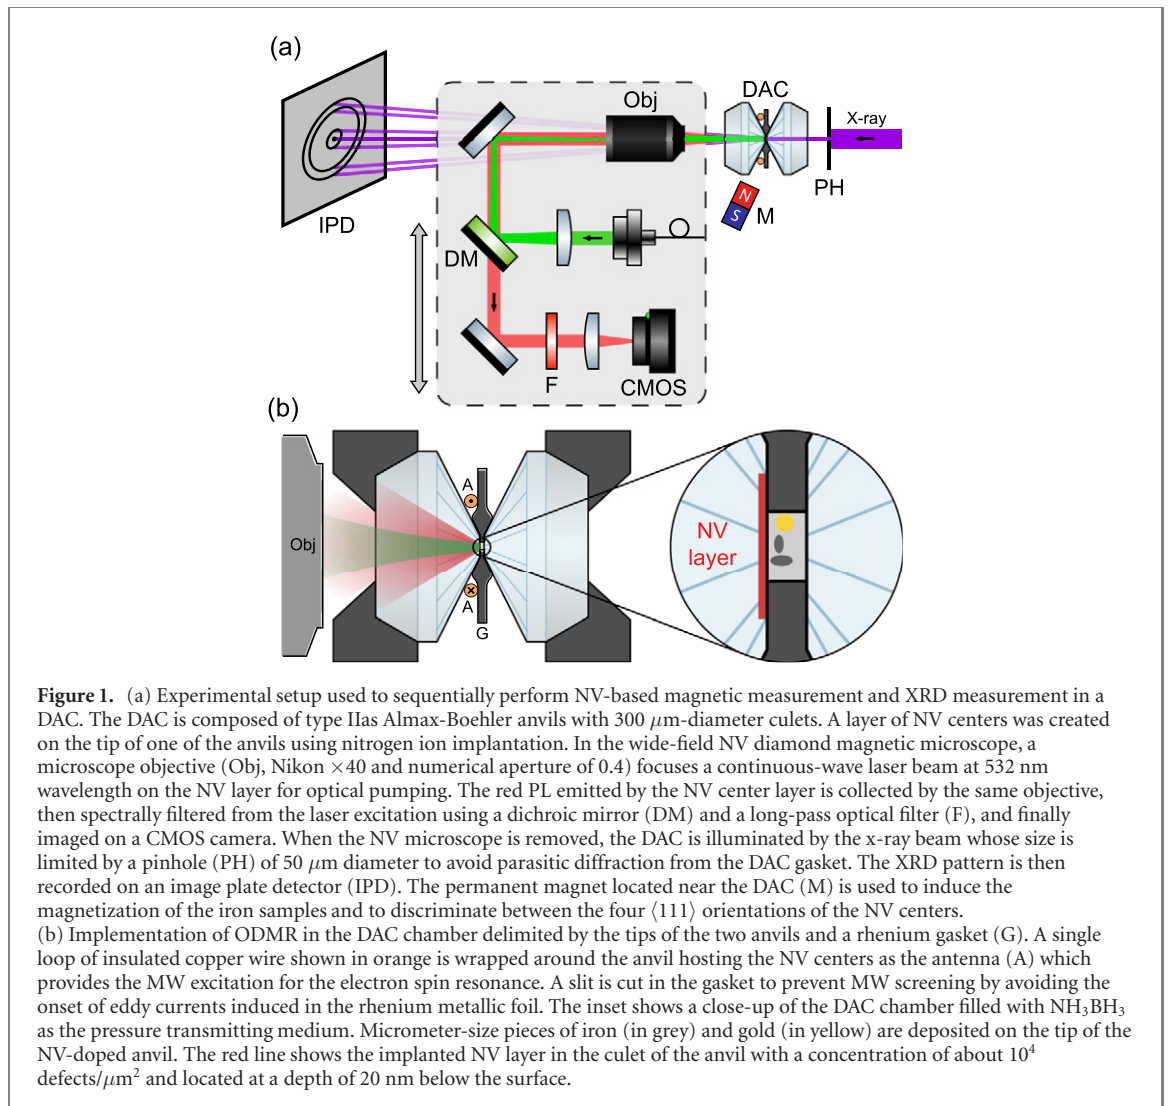 (a)
Obj
DAC
X-ray
IPD
PH
N
S
M
DM
F
CMOS
(b)
A
Obj
A
G
NV
layer
Figure 1. (a) Experimental setup used to sequentially perform NV-based magnetic measurement and XRD measurement in a
DAC. The DAC is composed of type IIas Almax-Boehler anvils with 300 μm-diameter culets. A layer of NV centers was created
on the tip of one of the anvils using nitrogen ion implantation. In the wide-field NV diamond magnetic microscope, a
microscope objective (Obj, Nikon ×40 and numerical aperture of 0.4) focuses a continuous-wave laser beam at 532 nm
wavelength on the NV layer for optical pumping. The red PL emitted by the NV center layer is collected by the same objective,
then spectrally filtered from the laser excitation using a dichroic mirror (DM) and a long-pass optical filter (F), and finally
imaged on a CMOS camera. When the NV microscope is removed, the DAC is illuminated by the x-ray beam whose size is
limited by a pinhole (PH) of 50 μm diameter to avoid parasitic diffraction from the DAC gasket. The XRD pattern is then
recorded on an image plate detector (IPD). The permanent magnet located near the DAC (M) is used to induce the
magnetization of the iron samples and to discriminate between the four ⟨111⟩ orientations of the NV centers.
(b) Implementation of ODMR in the DAC chamber delimited by the tips of the two anvils and a rhenium gasket (G). A single
loop of insulated copper wire shown in orange is wrapped around the anvil hosting the NV centers as the antenna (A) which
provides the MW excitation for the electron spin resonance. A slit is cut in the gasket to prevent MW screening by avoiding the
onset of eddy currents induced in the rhenium metallic foil. The inset shows a close-up of the DAC chamber filled with NH₃BH₃
as the pressure transmitting medium. Micrometer-size pieces of iron (in grey) and gold (in yellow) are deposited on the tip of the
NV-doped anvil. The red line shows the implanted NV layer in the culet of the anvil with a concentration of about 10⁴
defects/μm² and located at a depth of 20 nm below the surface.